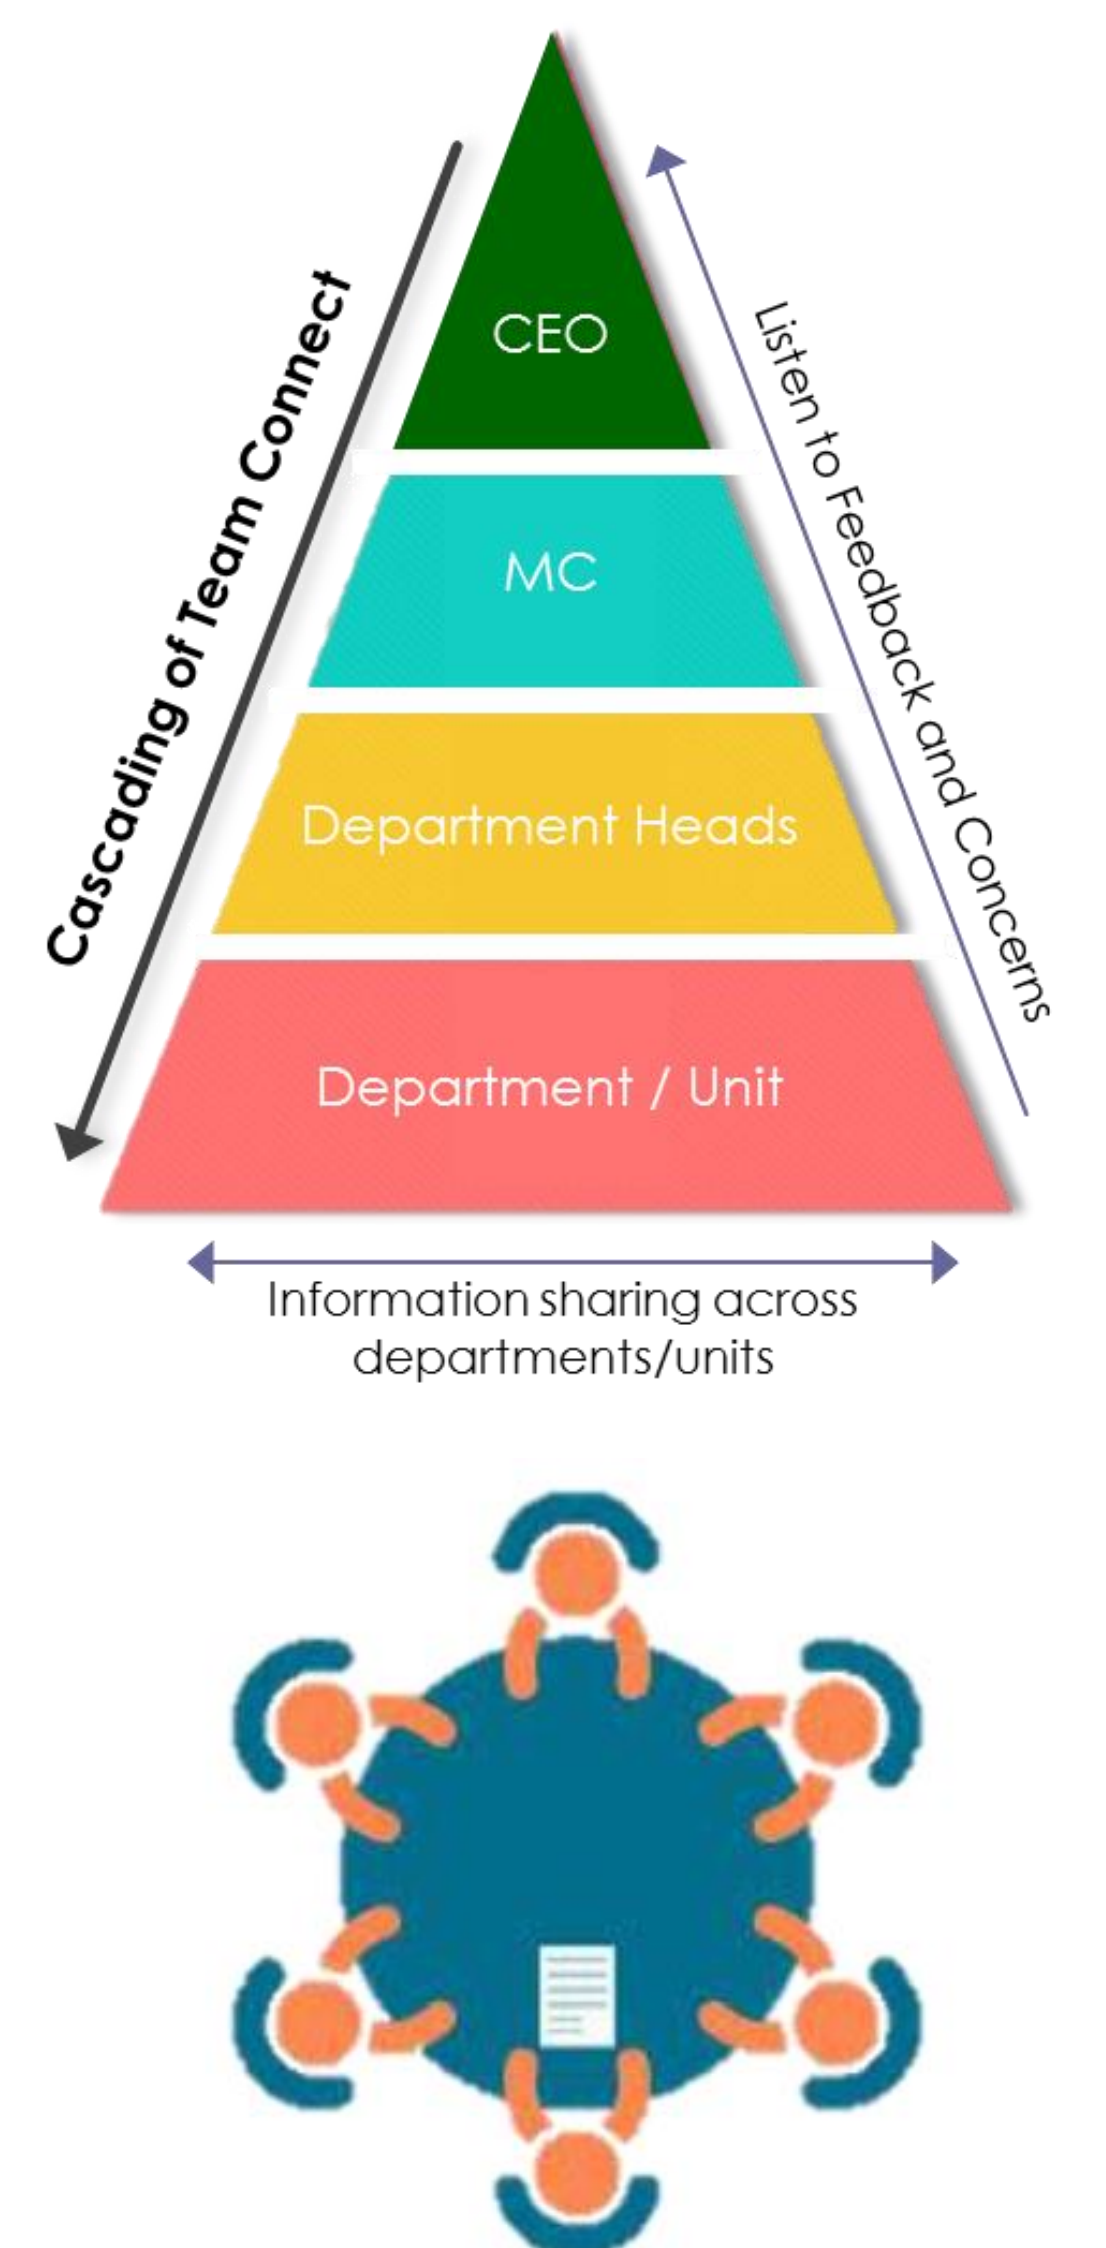 CEO
MC
Department Heads
Department / Unit
Cascading of Team Connect
Listen to Feedback and Concerns
Information sharing across
departments/units